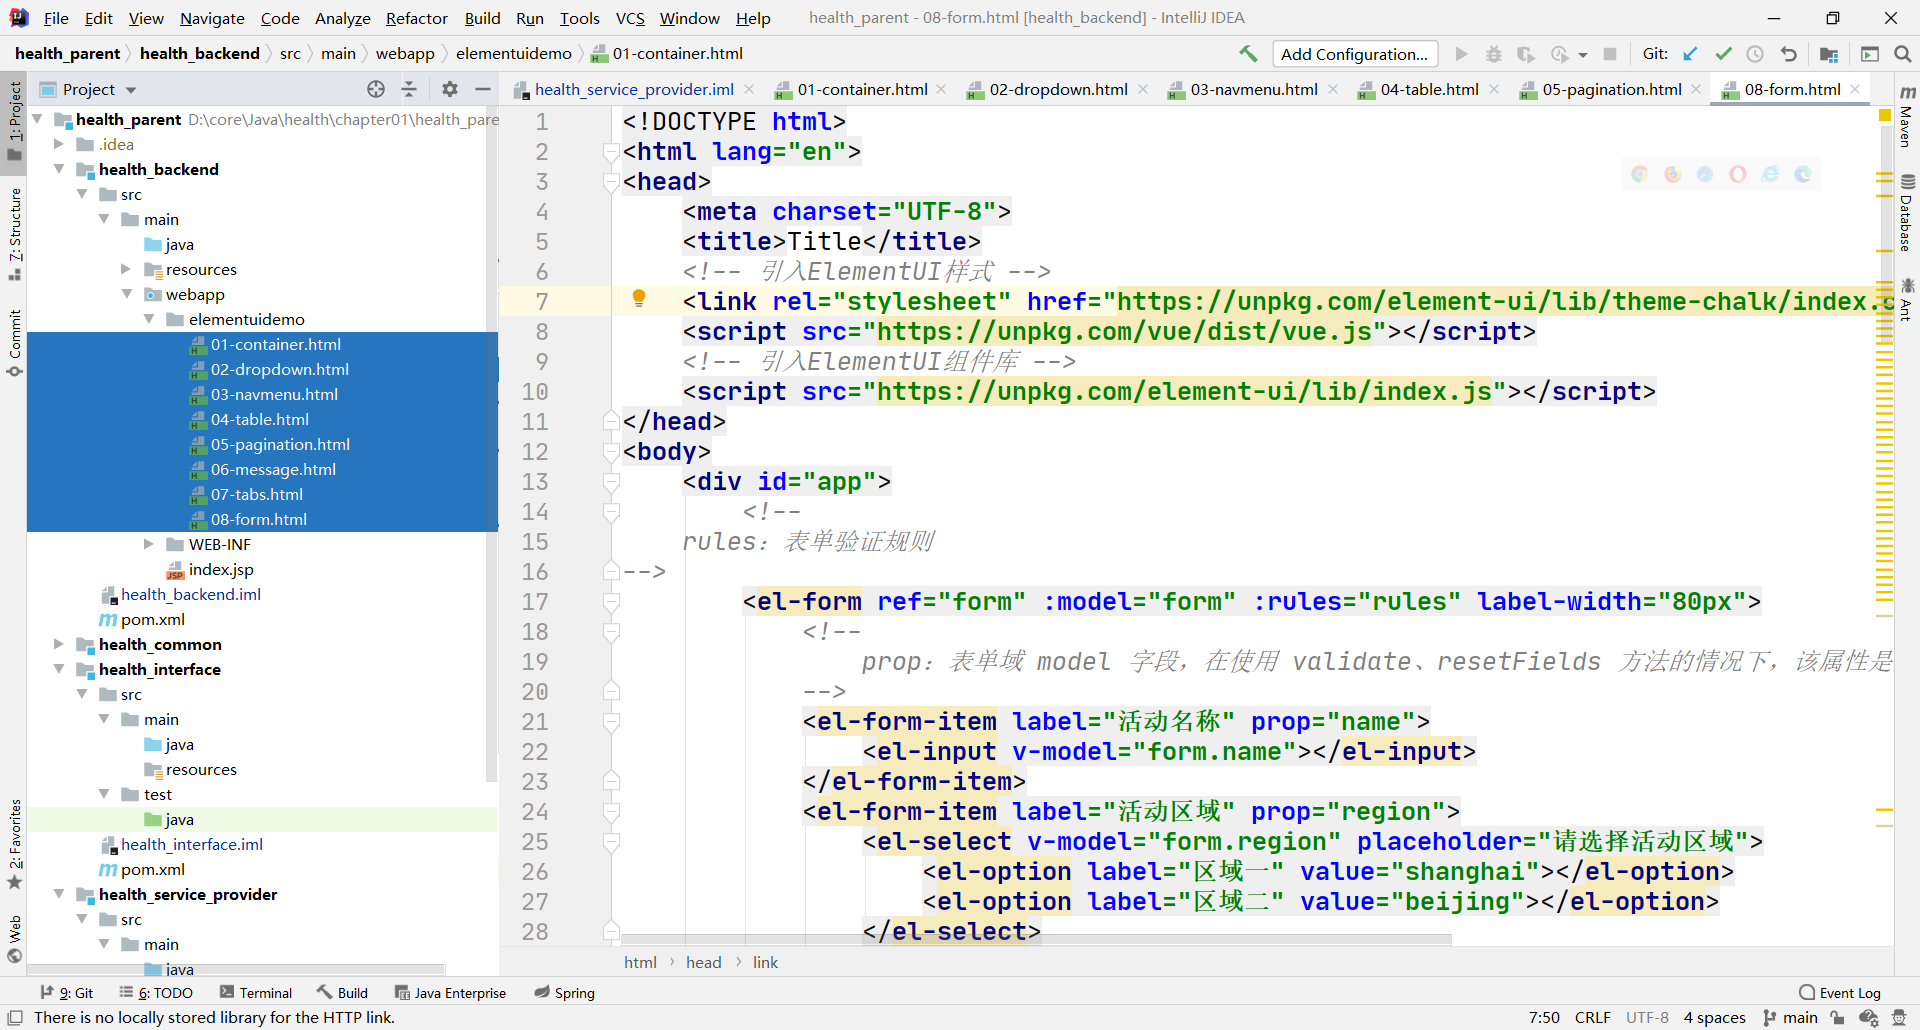 File Edit View Navigate Code Analyze Refactor Build Run Tools VCS Window Help health_parent - 08-form.html [health_backend] - IntelliJ IDEA
health_parent health_backend src main webapp elementuidemo 01-container.html Add Configuration... Git:
Project
health_service_provider.iml 01-container.html 02-dropdown.html 03-navmenu.html 04-table.html 05-pagination.html 08-form.html
1: Project
7: Structure
Commit
2: Favorites
Web
health_parent D:\core\Java\health\chapter01\health_pare
.idea
health_backend
src
main
java
resources
webapp
elementuidemo
01-container.html
02-dropdown.html
03-navmenu.html
04-table.html
05-pagination.html
06-message.html
07-tabs.html
08-form.html
WEB-INF
index.jsp
health_backend.iml
pom.xml
health_common
health_interface
src
main
java
resources
test
java
health_interface.iml
pom.xml
health_service_provider
src
main
java
1 <!DOCTYPE html>
2 <html lang="en">
3 <head>
4 <meta charset="UTF-8">
5 <title>Title</title>
6 <!-- 引入ElementUI样式 -->
7 <link rel="stylesheet" href="https://unpkg.com/element-ui/lib/theme-chalk/index.c
8 <script src="https://unpkg.com/vue/dist/vue.js"></script>
9 <!-- 引入ElementUI组件库 -->
10 <script src="https://unpkg.com/element-ui/lib/index.js"></script>
11 </head>
12 <body>
13 <div id="app">
14 <!--
15 rules：表单验证规则
16 -->
17 <el-form ref="form" :model="form" :rules="rules" label-width="80px">
18 <!--
19 prop：表单域 model 字段，在使用 validate、resetFields 方法的情况下，该属性是
20 -->
21 <el-form-item label="活动名称" prop="name">
22 <el-input v-model="form.name"></el-input>
23 </el-form-item>
24 <el-form-item label="活动区域" prop="region">
25 <el-select v-model="form.region" placeholder="请选择活动区域">
26 <el-option label="区域一" value="shanghai"></el-option>
27 <el-option label="区域二" value="beijing"></el-option>
28 </el-select>
html head link
Maven
Database
Ant
9: Git 6: TODO Terminal Build Java Enterprise Spring Event Log
There is no locally stored library for the HTTP link. 7:50 CRLF UTF-8 4 spaces main